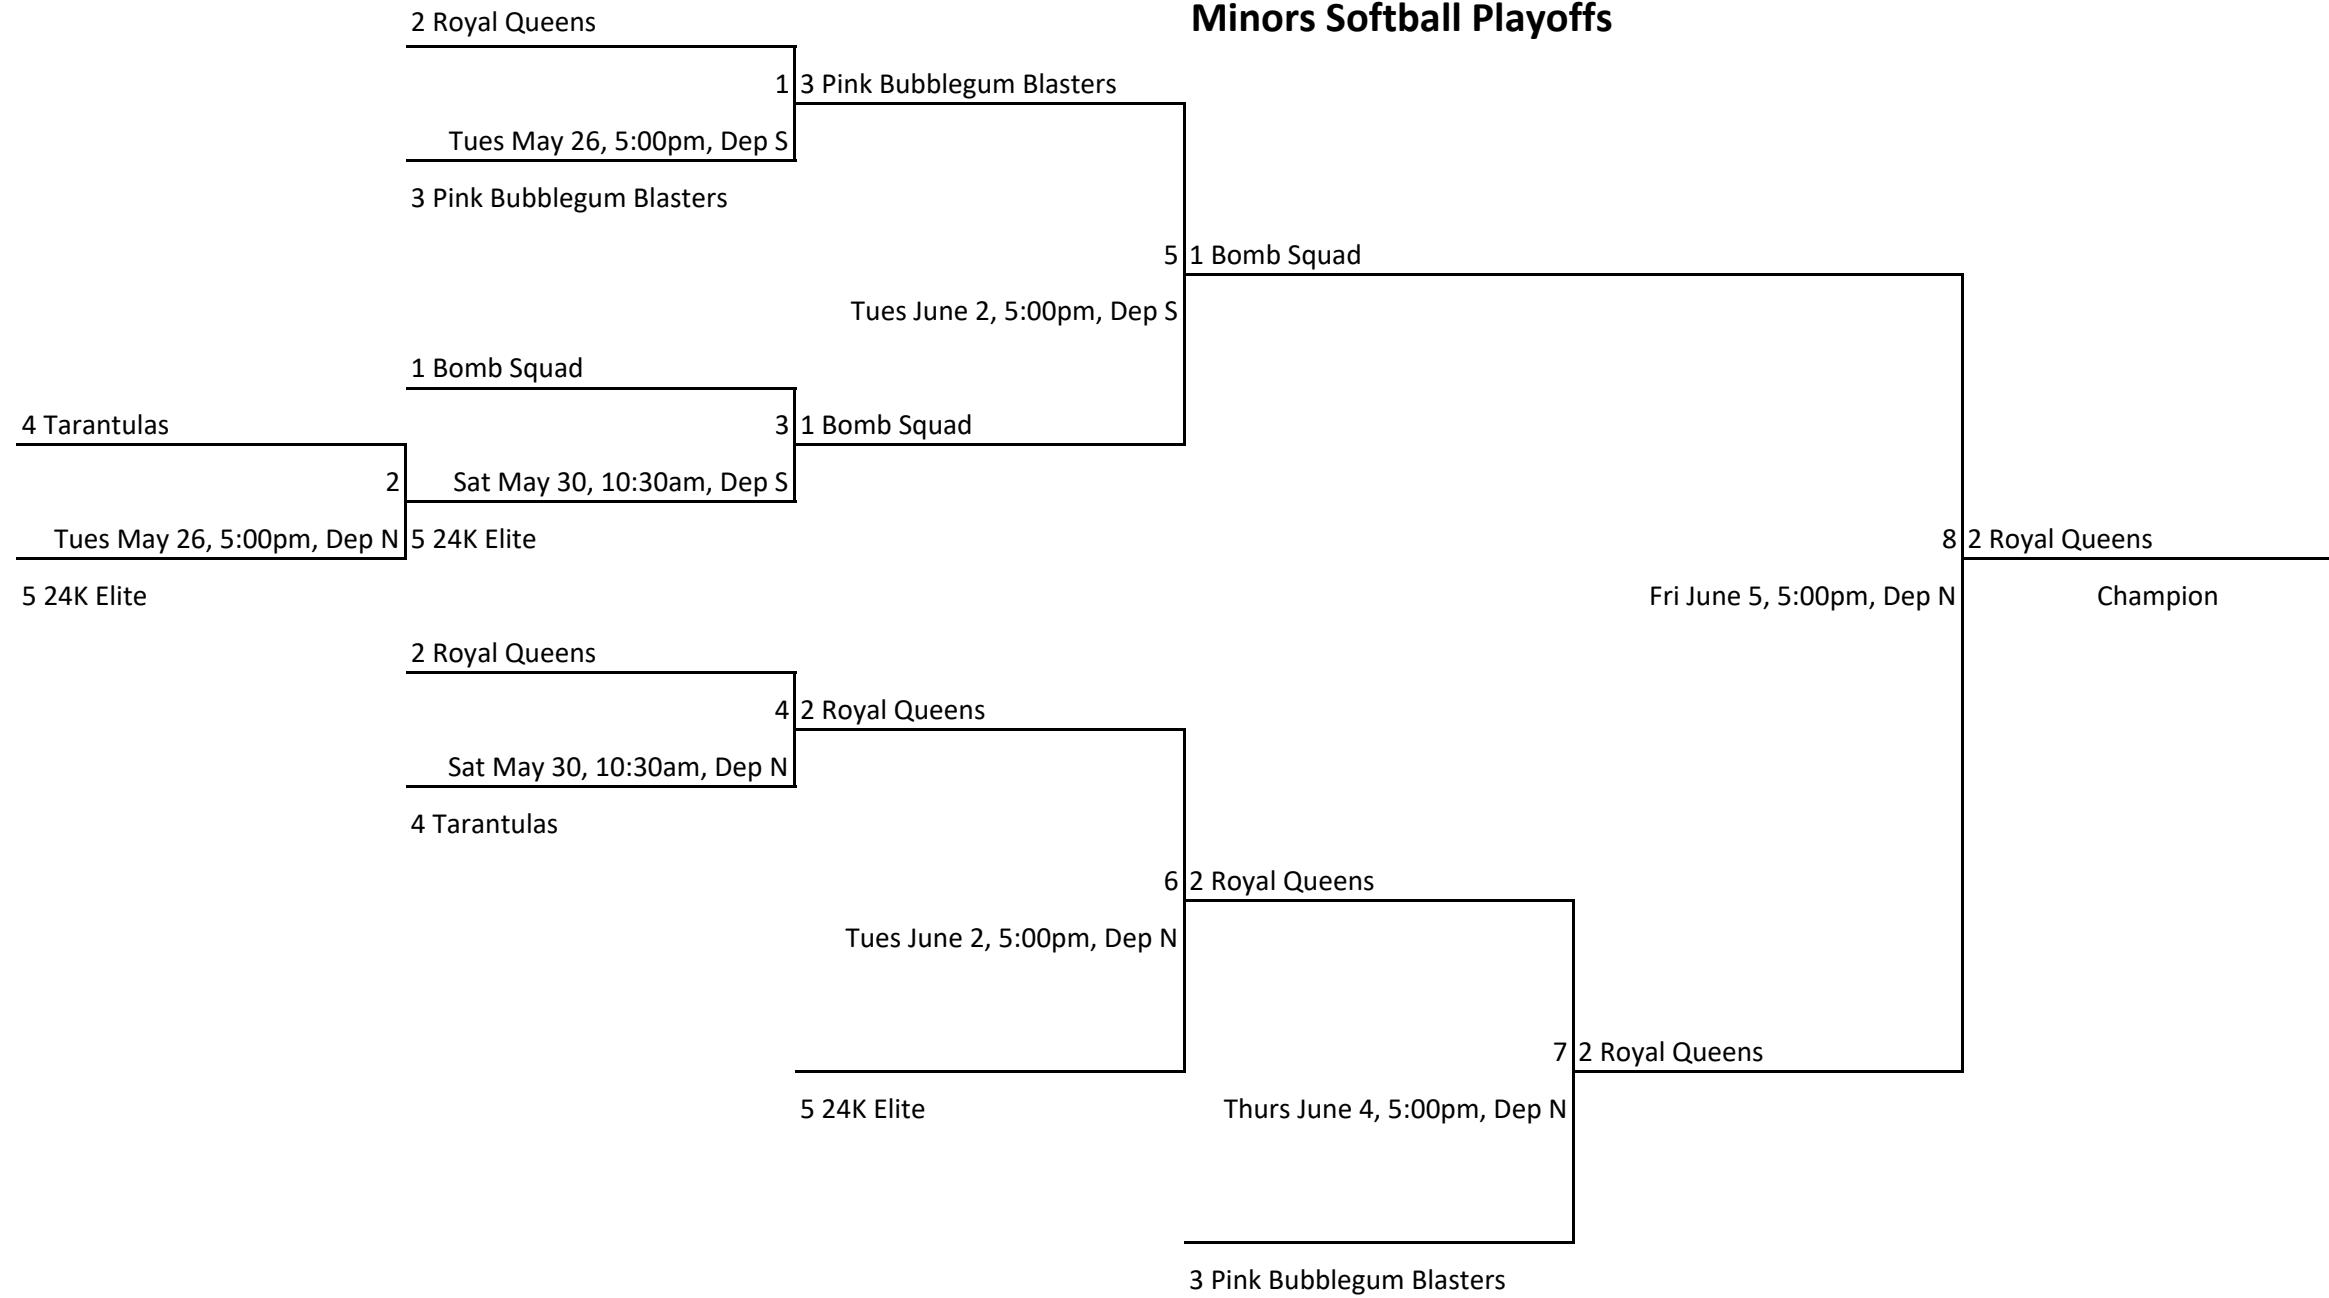 Minors Softball Playoffs
2 Royal Queens
1 3 Pink Bubblegum Blasters
Tues May 26, 5:00pm, Dep S
3 Pink Bubblegum Blasters
5 1 Bomb Squad
Tues June 2, 5:00pm, Dep S
1 Bomb Squad
4 Tarantulas
3 1 Bomb Squad
2
Sat May 30, 10:30am, Dep S
Tues May 26, 5:00pm, Dep N
5 24K Elite
8 2 Royal Queens
5 24K Elite
Fri June 5, 5:00pm, Dep N
Champion
2 Royal Queens
4 2 Royal Queens
Sat May 30, 10:30am, Dep N
4 Tarantulas
6 2 Royal Queens
Tues June 2, 5:00pm, Dep N
7 2 Royal Queens
5 24K Elite
Thurs June 4, 5:00pm, Dep N
3 Pink Bubblegum Blasters